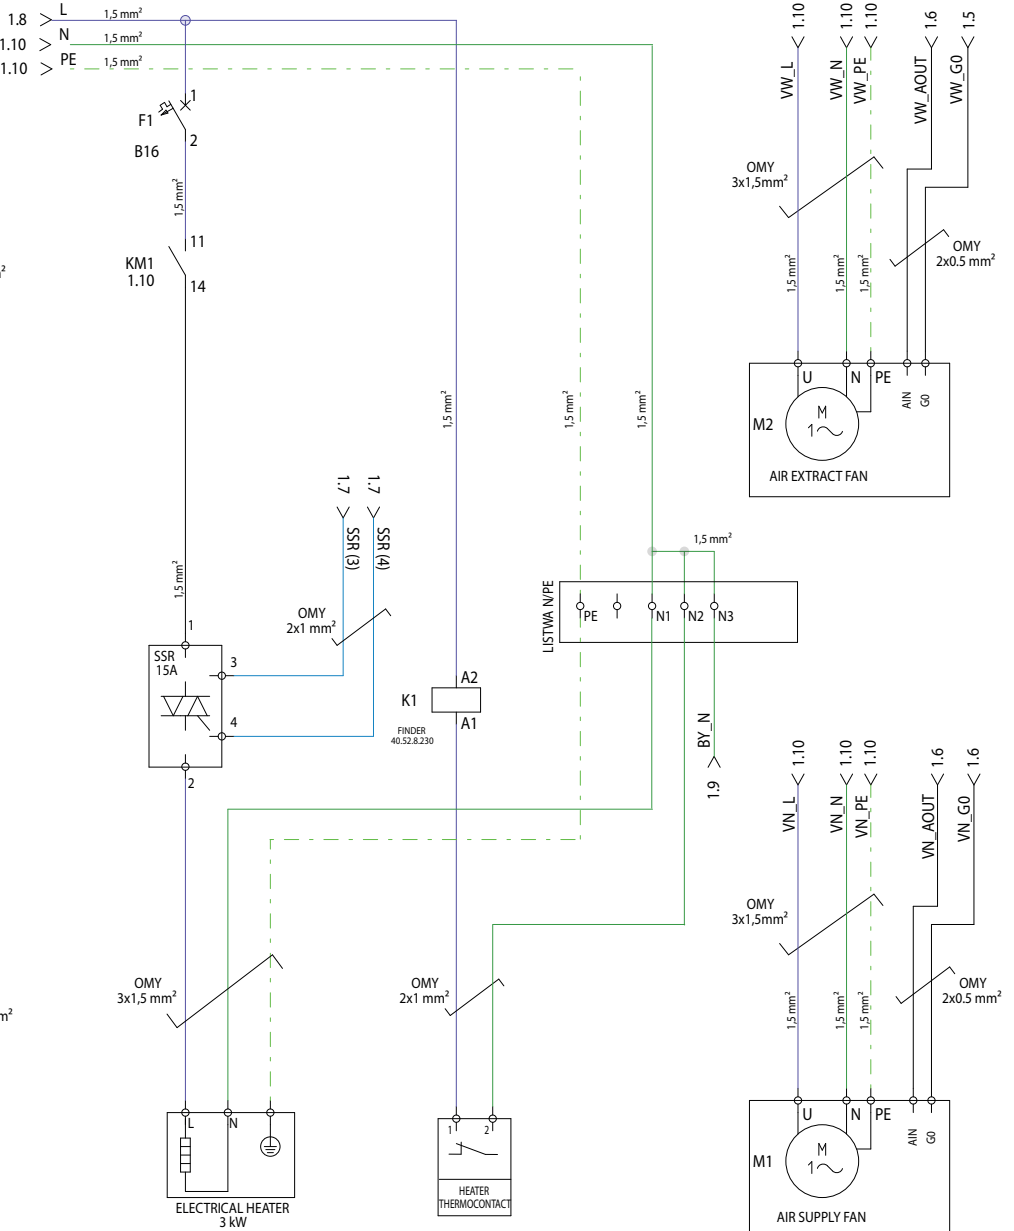 1.8
L
1,5 mm²
1.10
N
1,5 mm²
1.10
PE
1,5 mm²
1
F1
2
B16
1,5 mm²
11
KM1
1.10
14
m²
1,5 mm²
1,5 mm²
1,5 mm²
1.7
1.7
SSR (3)
SSR (4)
1,5 mm²
OMY
2x1 mm²
1
SSR
15A
3
4
2
A2
K1
A1
FINDER
40.52.8.230
1,5 mm²
LISTWA N/PE
PE
N1
N2
N3
BY_N
1.9
OMY
3x1,5 mm²
m²
OMY
2x1 mm²
L
N
ELECTRICAL HEATER
3 kW
1
2
HEATER
THERMOCONTACT
1.10
1.10
1.10
1.6
1.5
VW_L
VW_N
VW_PE
VW_AOUT
VW_G0
OMY
3x1,5mm²
OMY
2x0.5 mm²
1,5 mm²
1,5 mm²
1,5 mm²
U
N
PE
AIN
G0
M2
M
1
AIR EXTRACT FAN
1.10
1.10
1.10
1.6
1.6
VN_L
VN_N
VN_PE
VN_AOUT
VN_G0
OMY
3x1,5mm²
OMY
2x0.5 mm²
1,5 mm²
1,5 mm²
1,5 mm²
U
N
PE
AIN
G0
M1
M
1
AIR SUPPLY FAN